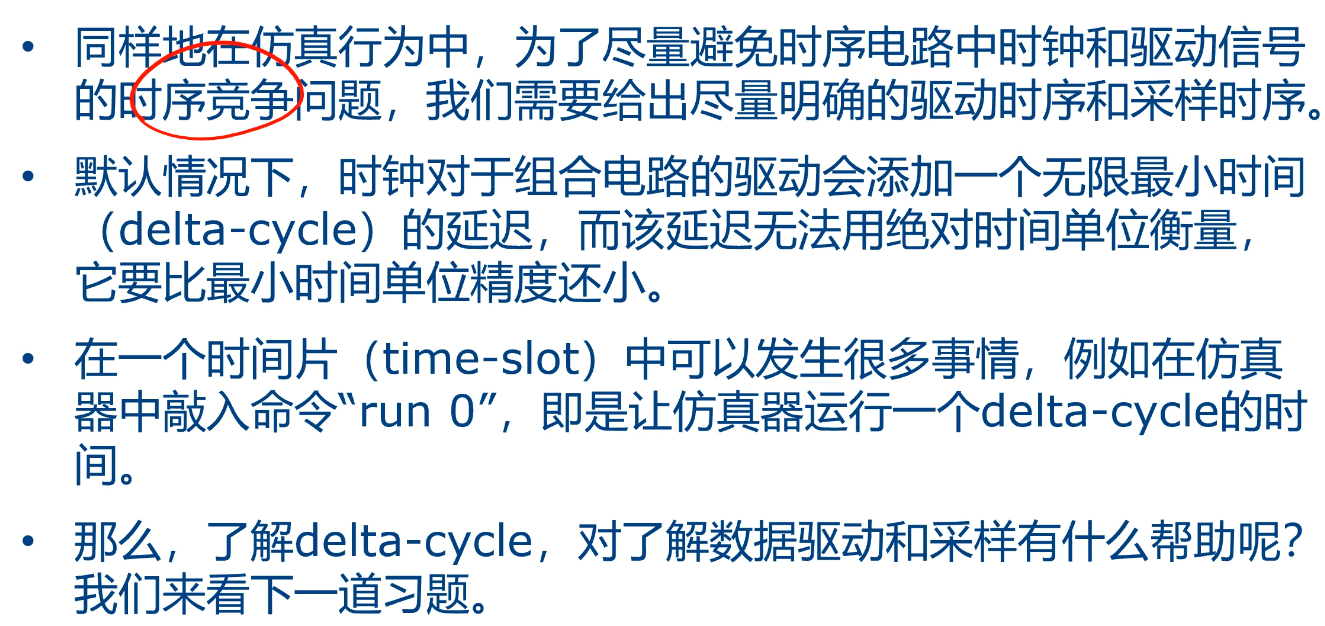 • 同样地在仿真行为中，为了尽量避免时序电路中时钟和驱动信号
的时序竞争问题，我们需要给出尽量明确的驱动时序和采样时序。
• 默认情况下，时钟对于组合电路的驱动会添加一个无限最小时间
（delta-cycle）的延迟，而该延迟无法用绝对时间单位衡量，
它要比最小时间单位精度还小。
• 在一个时间片（time-slot）中可以发生很多事情，例如在仿真
器中敲入命令“run 0”，即是让仿真器运行一个delta-cycle的时
间。
• 那么，了解delta-cycle，对了解数据驱动和采样有什么帮助呢？
我们来看下一道习题。